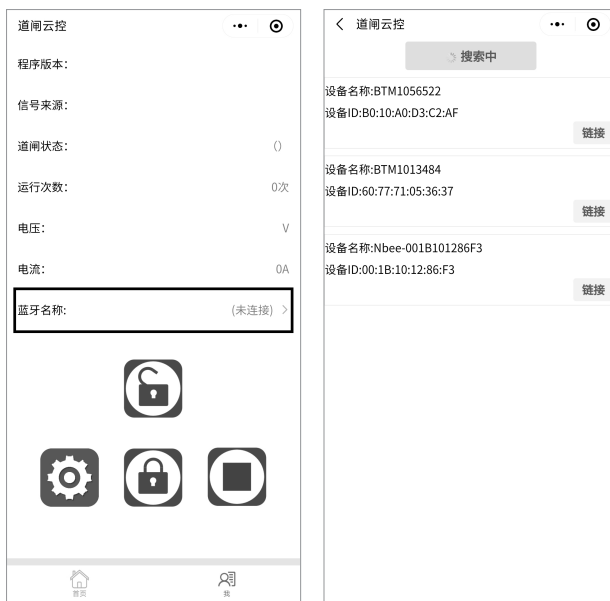 道闸云控
程序版本：
信号来源：
道闸状态： ()
运行次数： 0次
电压： V
电流： 0A
蓝牙名称: (未连接)
首页
我
道闸云控
搜索中
设备名称:BTM1056522
设备ID:B0:10:A0:D3:C2:AF
链接
设备名称:BTM1013484
设备ID:60:77:71:05:36:37
链接
设备名称:Nbee-001B101286F3
设备ID:00:1B:10:12:86:F3
链接